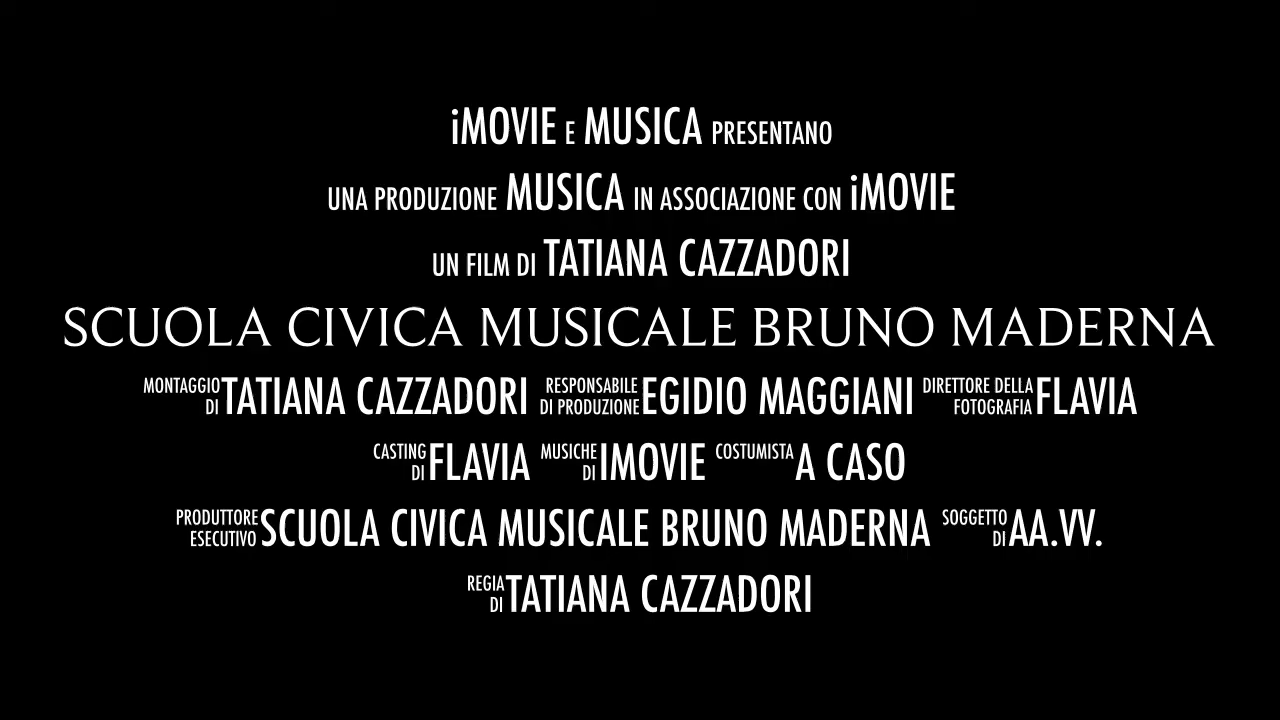 iMOVIE E MUSICA PRESENTANO
UNA PRODUZIONE MUSICA IN ASSOCIAZIONE CON iMOVIE
UN FILM DI TATIANA CAZZADORI
SCUOLA CIVICA MUSICALE BRUNO MADERNA
MONTAGGIO DI TATIANA CAZZADORI RESPONSABILE DI PRODUZIONE EGIDIO MAGGIANI DIRETTORE DELLA FOTOGRAFIA FLAVIA
CASTING DI FLAVIA MUSICHE DI IMOVIE COSTUMISTA A CASO
PRODUTTORE ESECUTIVO SCUOLA CIVICA MUSICALE BRUNO MADERNA SOGGETTO DI AA.VV.
REGIA DI TATIANA CAZZADORI